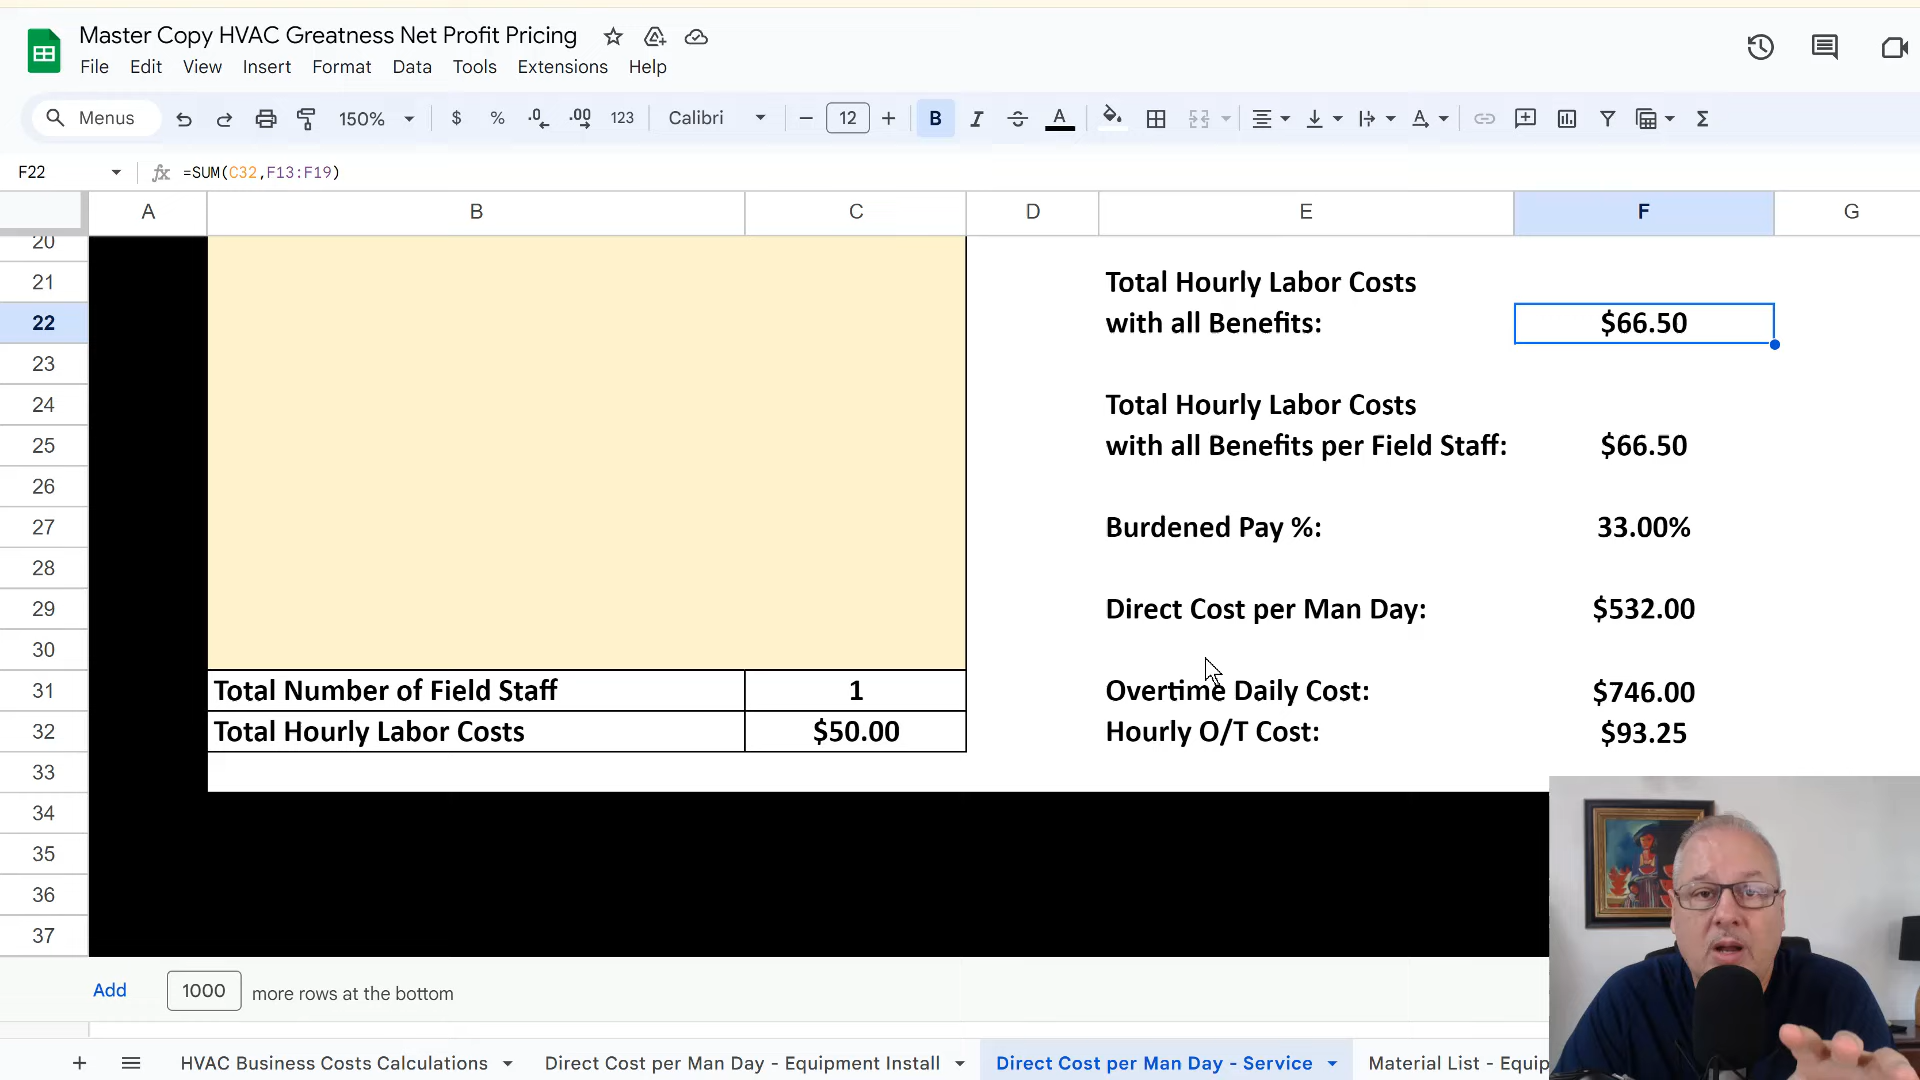 Master Copy HVAC Greatness Net Profit Pricing
File Edit View Insert Format Data Tools Extensions Help
Menus 150% $ % .0 .00 123 Calibri 12 B I A
F22 fx =SUM(C32,F13:F19)
A B C D E F G
20
21 Total Hourly Labor Costs
22 with all Benefits: $66.50
23
24 Total Hourly Labor Costs
25 with all Benefits per Field Staff: $66.50
26
27 Burdened Pay %: 33.00%
28
29 Direct Cost per Man Day: $532.00
30
31 Total Number of Field Staff 1 Overtime Daily Cost: $746.00
32 Total Hourly Labor Costs $50.00 Hourly O/T Cost: $93.25
33
34
35
36
37
Add 1000 more rows at the bottom
HVAC Business Costs Calculations Direct Cost per Man Day - Equipment Install Direct Cost per Man Day - Service Material List - Equip